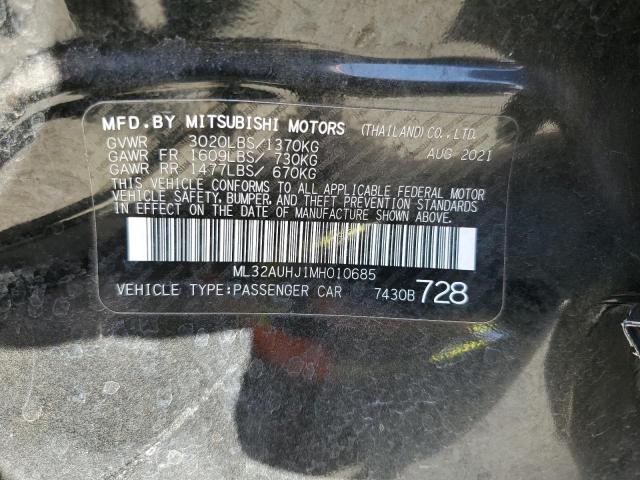 MFD.BY MITSUBISHI MOTORS (THAILAND)CO.,LTD.
GVWR 3020LBS/1370KG AUG 2021
GAWR FR 1609LBS/ 730KG
GAWR RR 1477LBS/ 670KG
THIS VEHICLE CONFORMS TO ALL APPLICABLE FEDERAL MOTOR
VEHICLE SAFETY, BUMPER, AND THEFT PREVENTION STANDARDS
IN EFFECT ON THE DATE OF MANUFACTURE SHOWN ABOVE.
ML32AUHJ1MH010685
VEHICLE TYPE:PASSENGER CAR 7430B 728